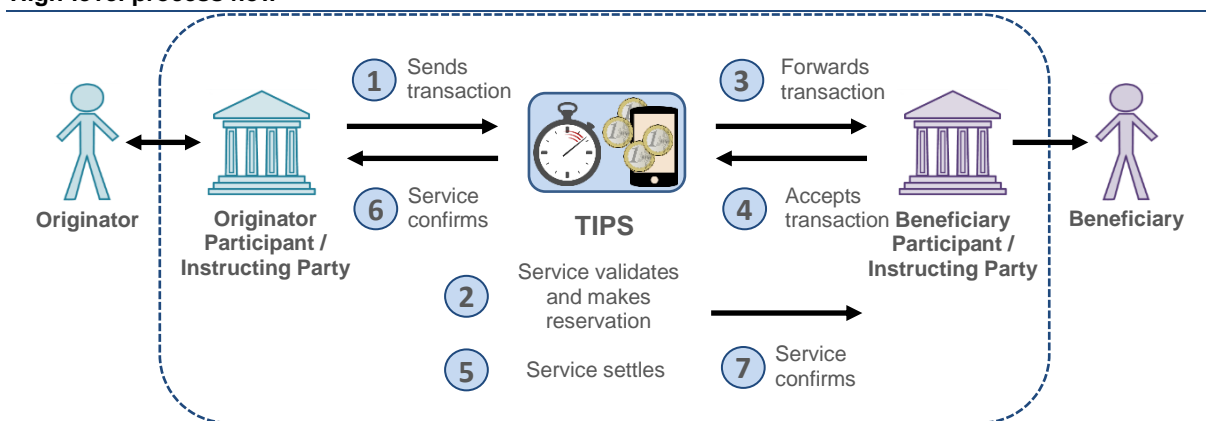 High level process flow
1
Sends
transaction
3
Forwards
transaction
6
Service
confirms
TIPS
4
Accepts
transaction
Originator
Originator
Participant /
Instructing Party
Beneficiary
Participant /
Instructing Party
Beneficiary
2
Service validates
and makes
reservation
5
Service settles
7
Service
confirms